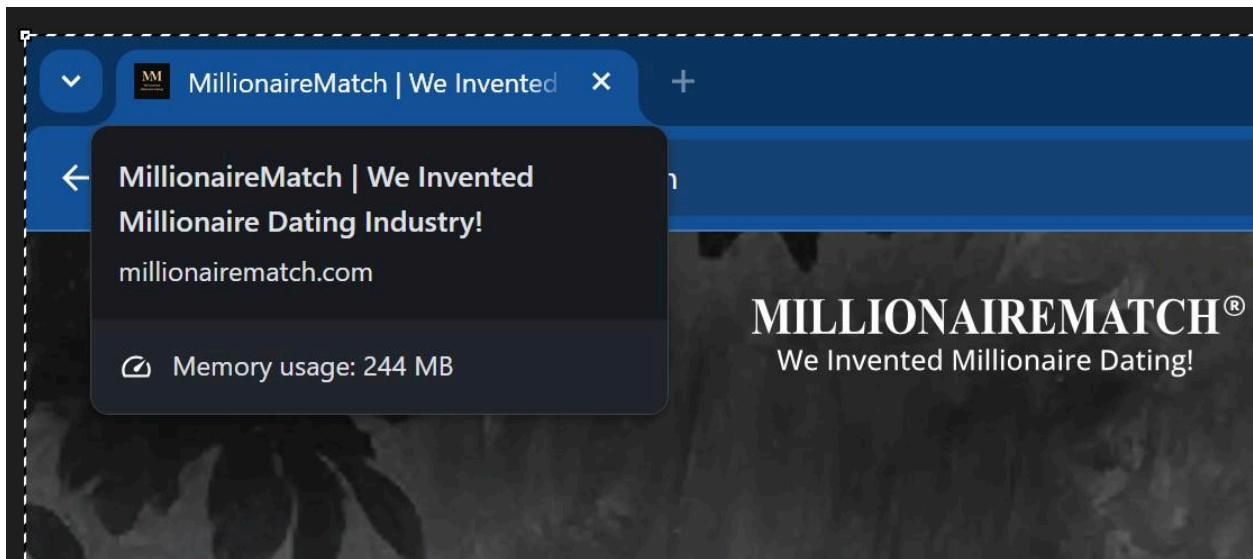 MM
MillionaireMatch | We Invented
MillionaireMatch | We Invented
Millionaire Dating Industry!
millionairematch.com
Memory usage: 244 MB
MILLIONAIREMATCH®
We Invented Millionaire Dating!